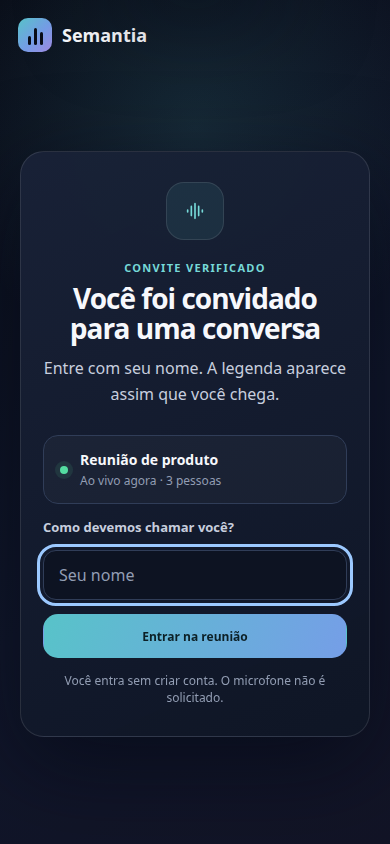 Semantia
CONVITE VERIFICADO
Você foi convidado
para uma conversa
Entre com seu nome. A legenda aparece
assim que você chega.
Reunião de produto
Ao vivo agora · 3 pessoas
Como devemos chamar você?
Seu nome
Entrar na reunião
Você entra sem criar conta. O microfone não é
solicitado.